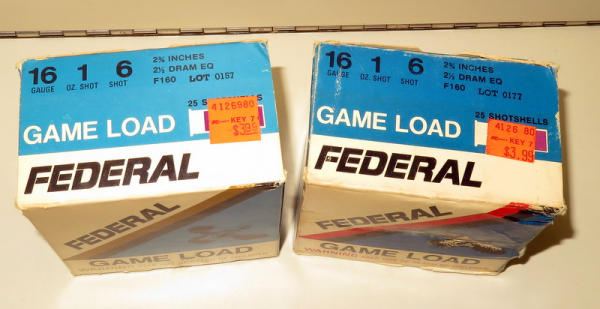 16 1 6
GAUGE OZ. SHOT SHOT
2¾ INCHES
2½ DRAM EQ
F160 LOT 0157
25 SHOTSHELLS
4126980
KEY 7
$3.99
GAME LOAD
FEDERAL
FEDERAL
GAME LOAD
16 1 6
GAUGE OZ. SHOT SHOT
2¾ INCHES
2½ DRAM EQ
F160 LOT 0177
25 SHOTSHELLS
4126 80
KEY 7
$3.99
GAME LOAD
FEDERAL
FEDERAL
GAME LOAD